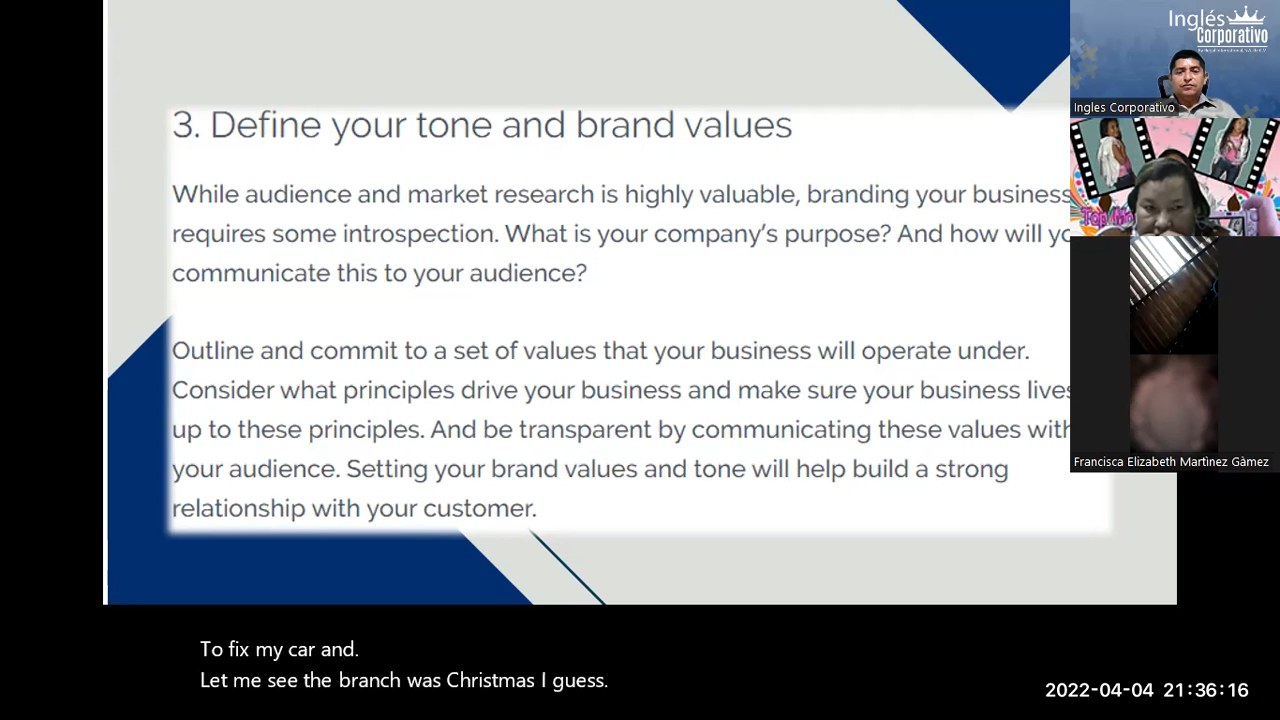 3. Define your tone and brand values
While audience and market research is highly valuable, branding your business
requires some introspection. What is your company's purpose? And how will yo
communicate this to your audience?
Outline and commit to a set of values that your business will operate under.
Consider what principles drive your business and make sure your business lives
up to these principles. And be transparent by communicating these values with
your audience. Setting your brand values and tone will help build a strong
relationship with your customer.
Inglés
Corporativo
Ingles Corporativo
Francisca Elizabeth Martìnez Gàmez
To fix my car and.
Let me see the branch was Christmas I guess.
2022-04-04 21:36:16